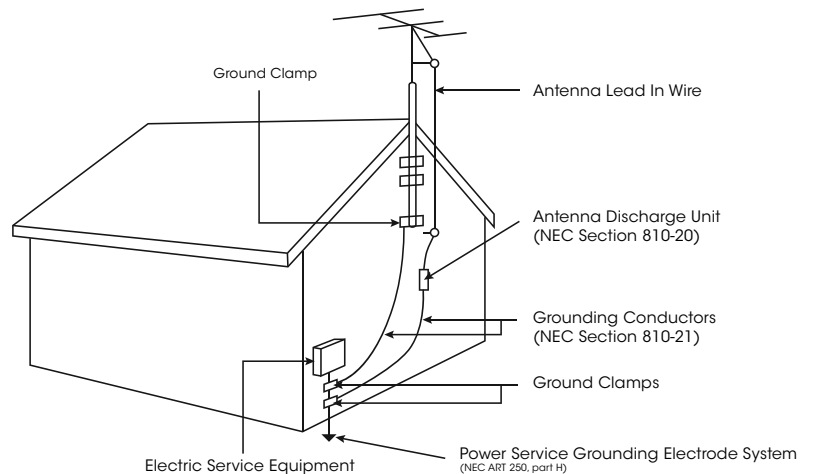 Ground Clamp
Antenna Lead In Wire
Antenna Discharge Unit
(NEC Section 810-20)
Grounding Conductors
(NEC Section 810-21)
Ground Clamps
Electric Service Equipment
Power Service Grounding Electrode System
(NEC ART 250, part H)